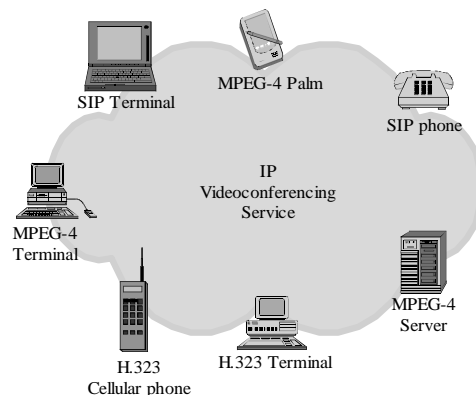 SIP Terminal
MPEG-4 Palm
SIP phone
IP
Videoconferencing
Service
MPEG-4
Terminal
MPEG-4
Server
H.323
Cellular phone
H.323 Terminal